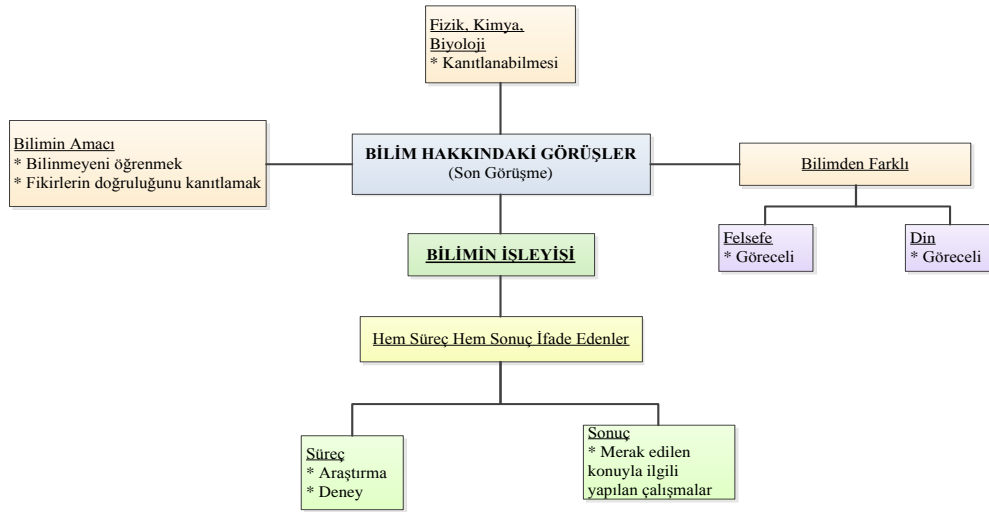 Fizik, Kimya,
Biyoloji
* Kanıtlanabilmesi
Bilimin Amacı
* Bilinmeyeni öğrenmek
* Fikirlerin doğruluğunu kanıtlamak
BİLİM HAKKINDAKİ GÖRÜŞLER
(Son Görüşme)
Bilimden Farklı
Felsefe
* Göreceli
Din
* Göreceli
BİLİMİN İŞLEYİŞİ
Hem Süreç Hem Sonuç İfade Edenler
Süreç
* Araştırma
* Deney
Sonuç
* Merak edilen
konuyla ilgili
yapılan çalışmalar